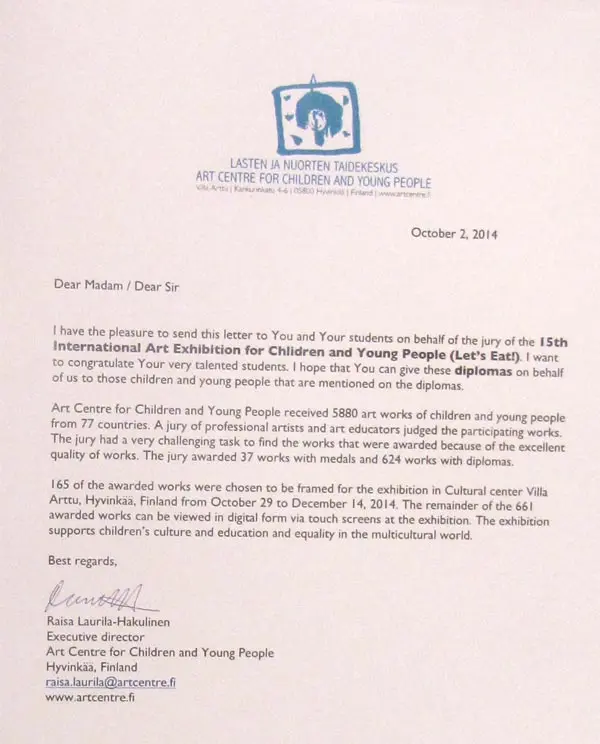 LASTEN JA NUORTEN TAIDEKESKUS
ART CENTRE FOR CHILDREN AND YOUNG PEOPLE
Villa Arttu | Kankurinkatu 4-6 | 05800 Hyvinkää | Finland | www.artcentre.fi
October 2, 2014
Dear Madam / Dear Sir
I have the pleasure to send this letter to You and Your students on behalf of the jury of the 15th
International Art Exhibition for Chlidren and Young People (Let's Eat!). I want
to congratulate Your very talented students. I hope that You can give these diplomas on behalf
of us to those children and young people that are mentioned on the diplomas.
Art Centre for Children and Young People received 5880 art works of children and young people
from 77 countries. A jury of professional artists and art educators judged the participating works.
The jury had a very challenging task to find the works that were awarded because of the excellent
quality of works. The jury awarded 37 works with medals and 624 works with diplomas.
165 of the awarded works were chosen to be framed for the exhibition in Cultural center Villa
Arttu, Hyvinkää, Finland from October 29 to December 14, 2014. The remainder of the 661
awarded works can be viewed in digital form via touch screens at the exhibition. The exhibition
supports children's culture and education and equality in the multicultural world.
Best regards,
Raisa Laurila-Hakulinen
Executive director
Art Centre for Children and Young People
Hyvinkää, Finland
raisa.laurila@artcentre.fi
www.artcentre.fi